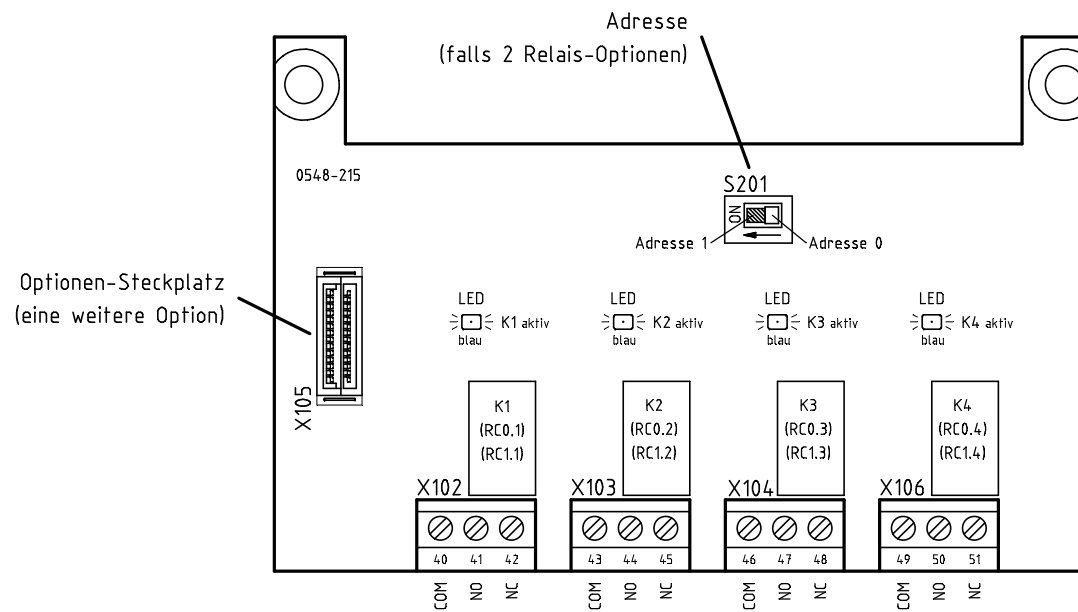 Adresse
(falls 2 Relais-Optionen)
0548-215
S201
ON
Adresse 1
Adresse 0
Optionen-Steckplatz
(eine weitere Option)
X105
LED
K1 aktiv
blau
LED
K2 aktiv
blau
LED
K3 aktiv
blau
LED
K4 aktiv
blau
K1
(RC0.1)
(RC1.1)
K2
(RC0.2)
(RC1.2)
K3
(RC0.3)
(RC1.3)
K4
(RC0.4)
(RC1.4)
X102
X103
X104
X106
40 41 42
43 44 45
46 47 48
49 50 51
COM NO NC
COM NO NC
COM NO NC
COM NO NC